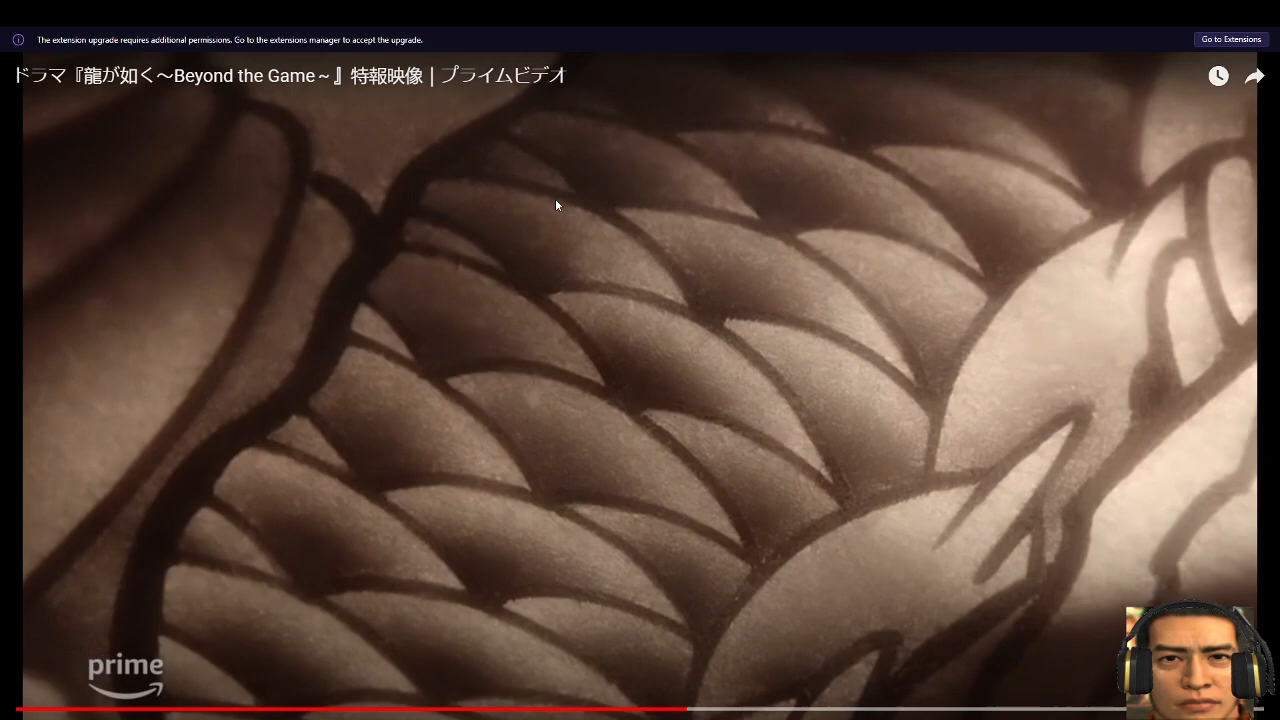 The extension upgrade requires additional permissions. Go to the extensions manager to accept the upgrade.
Go to Extensions
ドラマ『龍が如く～Beyond the Game～』特報映像｜プライムビデオ
prime